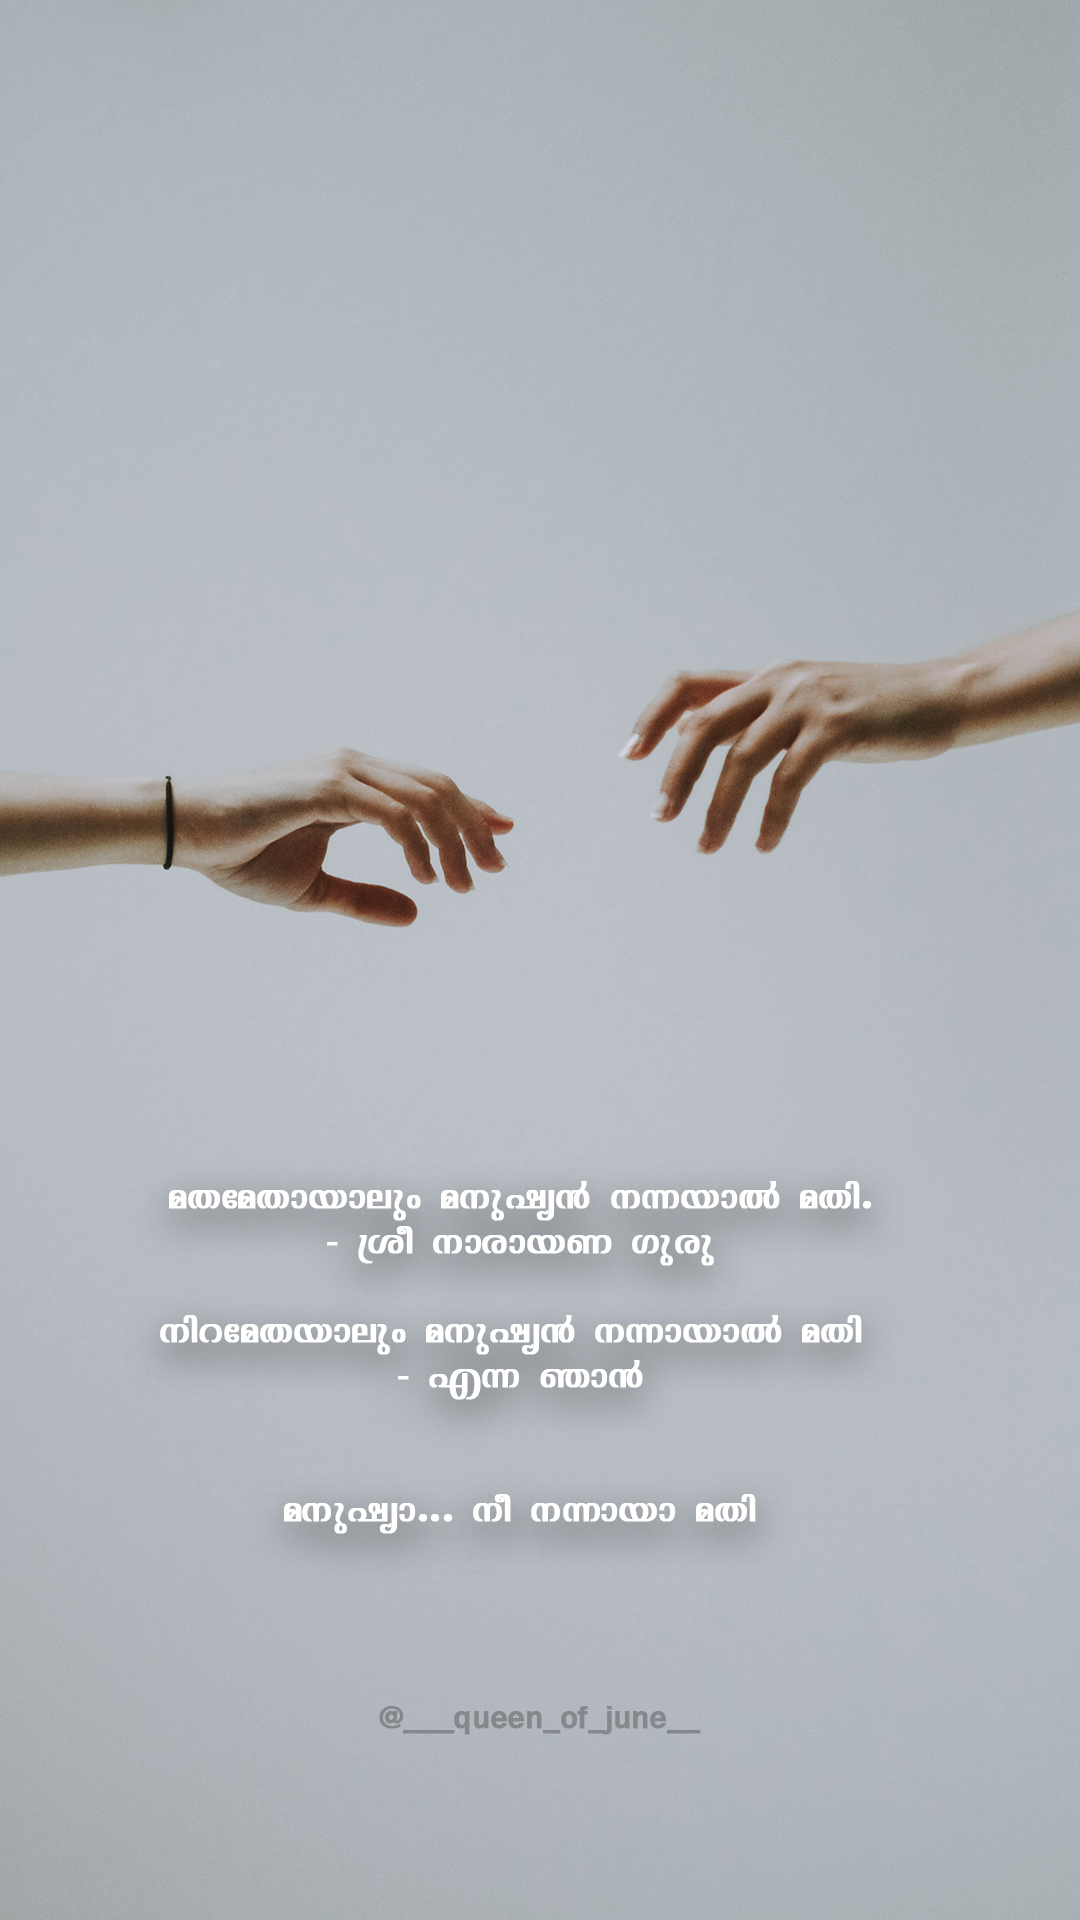 മതമേതായാലും മനുഷ്യൻ നന്നയാൽ മതി.
- ശ്രീ നാരായണ ഗുരു
നിറമേതയാലും മനുഷ്യൻ നന്നായാൽ മതി
- എന്ന ഞാൻ
മനുഷ്യാ... നീ നന്നായാ മതി
@___queen_of_june__